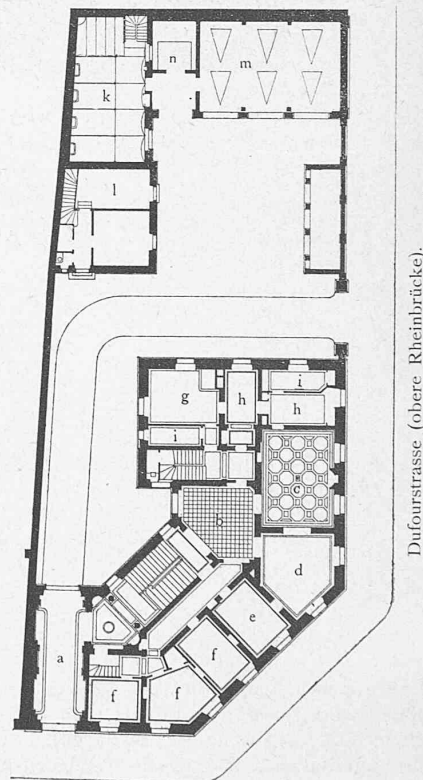 n
m
k
l
g
h
i
h
i
c
b
d
e
a
f
f
f
Dufourstrasse (obere Rheinbrücke).